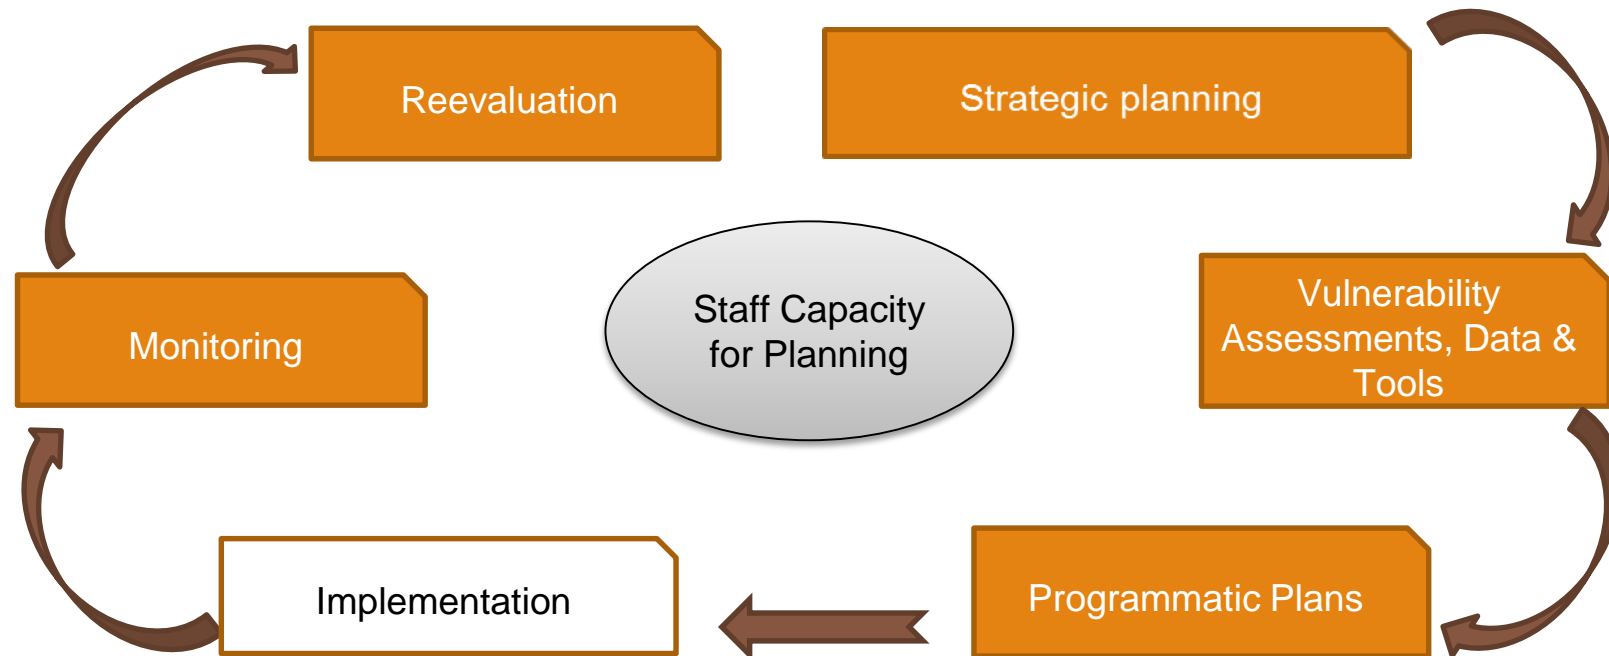 Reevaluation
Strategic planning
Staff Capacity
for Planning
Vulnerability
Assessments, Data &
Tools
Monitoring
Implementation
Programmatic Plans